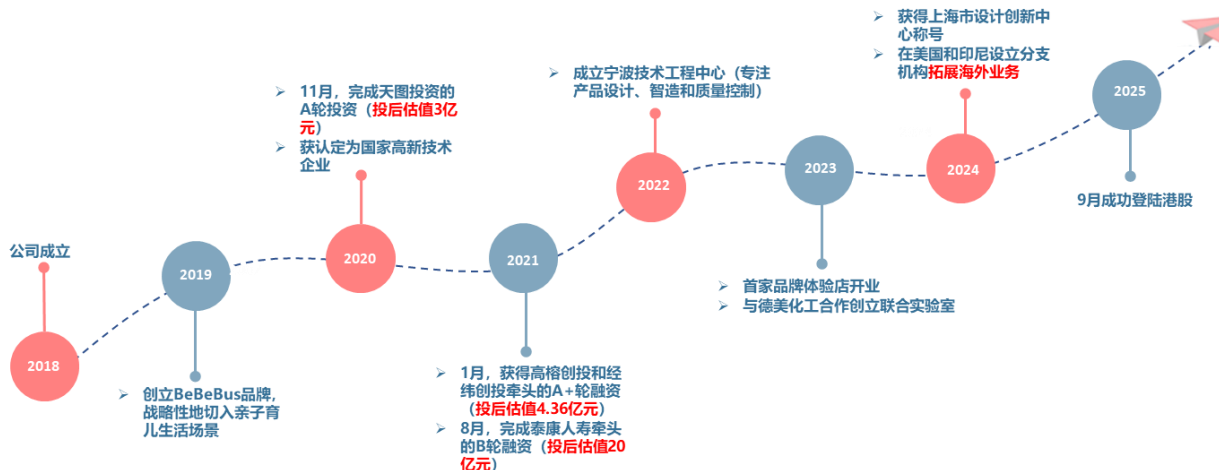 公司成立
2018
2019
➢ 创立BeBeBus品牌,
战略性地切入亲子育
儿生活场景
➢ 11月，完成天图投资的
A轮投资（投后估值3亿
元）
➢ 获认定为国家高新技术
企业
2020
2021
➢ 1月，获得高榕创投和经
纬创投牵头的A+轮融资
（投后估值4.36亿元）
➢ 8月，完成泰康人寿牵头
的B轮融资（投后估值20
亿元）
➢ 成立宁波技术工程中心（专注
产品设计、智造和质量控制）
2022
2023
➢ 首家品牌体验店开业
➢ 与德美化工合作创立联合实验室
➢ 获得上海市设计创新中
心称号
➢ 在美国和印尼设立分支
机构拓展海外业务
2024
2025
9月成功登陆港股